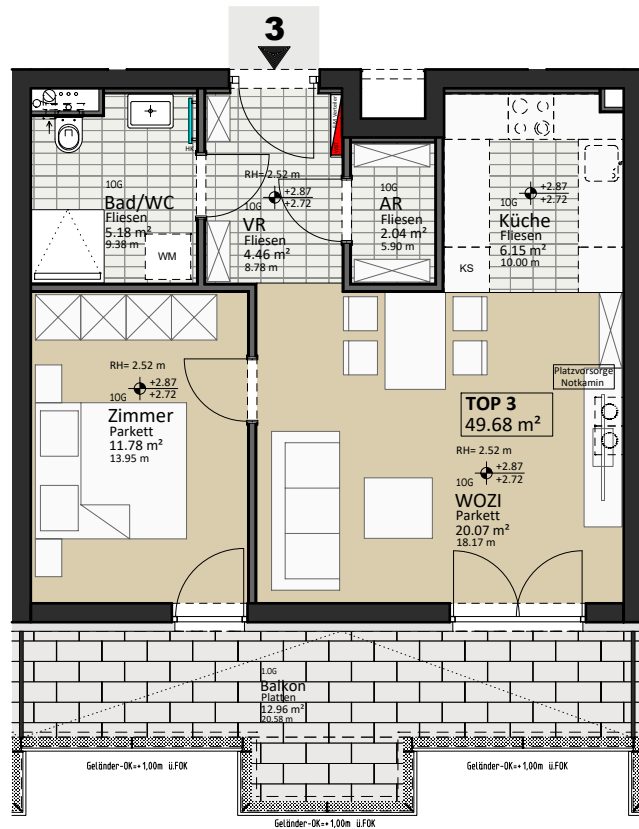 3
HK
10G
Bad/WC
Fliesen
5.18 m²
9.38 m
WM
RH= 2.52 m
+2.87
+2.72
10G
VR
Fliesen
4.46 m²
8.78 m
10G
AR
Fliesen
2.04 m²
5.90 m
+2.87
+2.72
10G
Küche
Fliesen
6.15 m²
10.00 m
KS
RH= 2.52 m
+2.87
+2.72
10G
Zimmer
Parkett
11.78 m²
13.95 m
Platzvorsorge
Notkamin
TOP 3
49.68 m²
RH= 2.52 m
+2.87
+2.72
10G
WOZI
Parkett
20.07 m²
18.17 m
1.OG
Balkon
Platten
12.96 m²
20.58 m
Geländer-OK=+1,00m ü.FOK
Geländer-OK=+1,00m ü.FOK
Geländer-OK=+1,00m ü.FOK